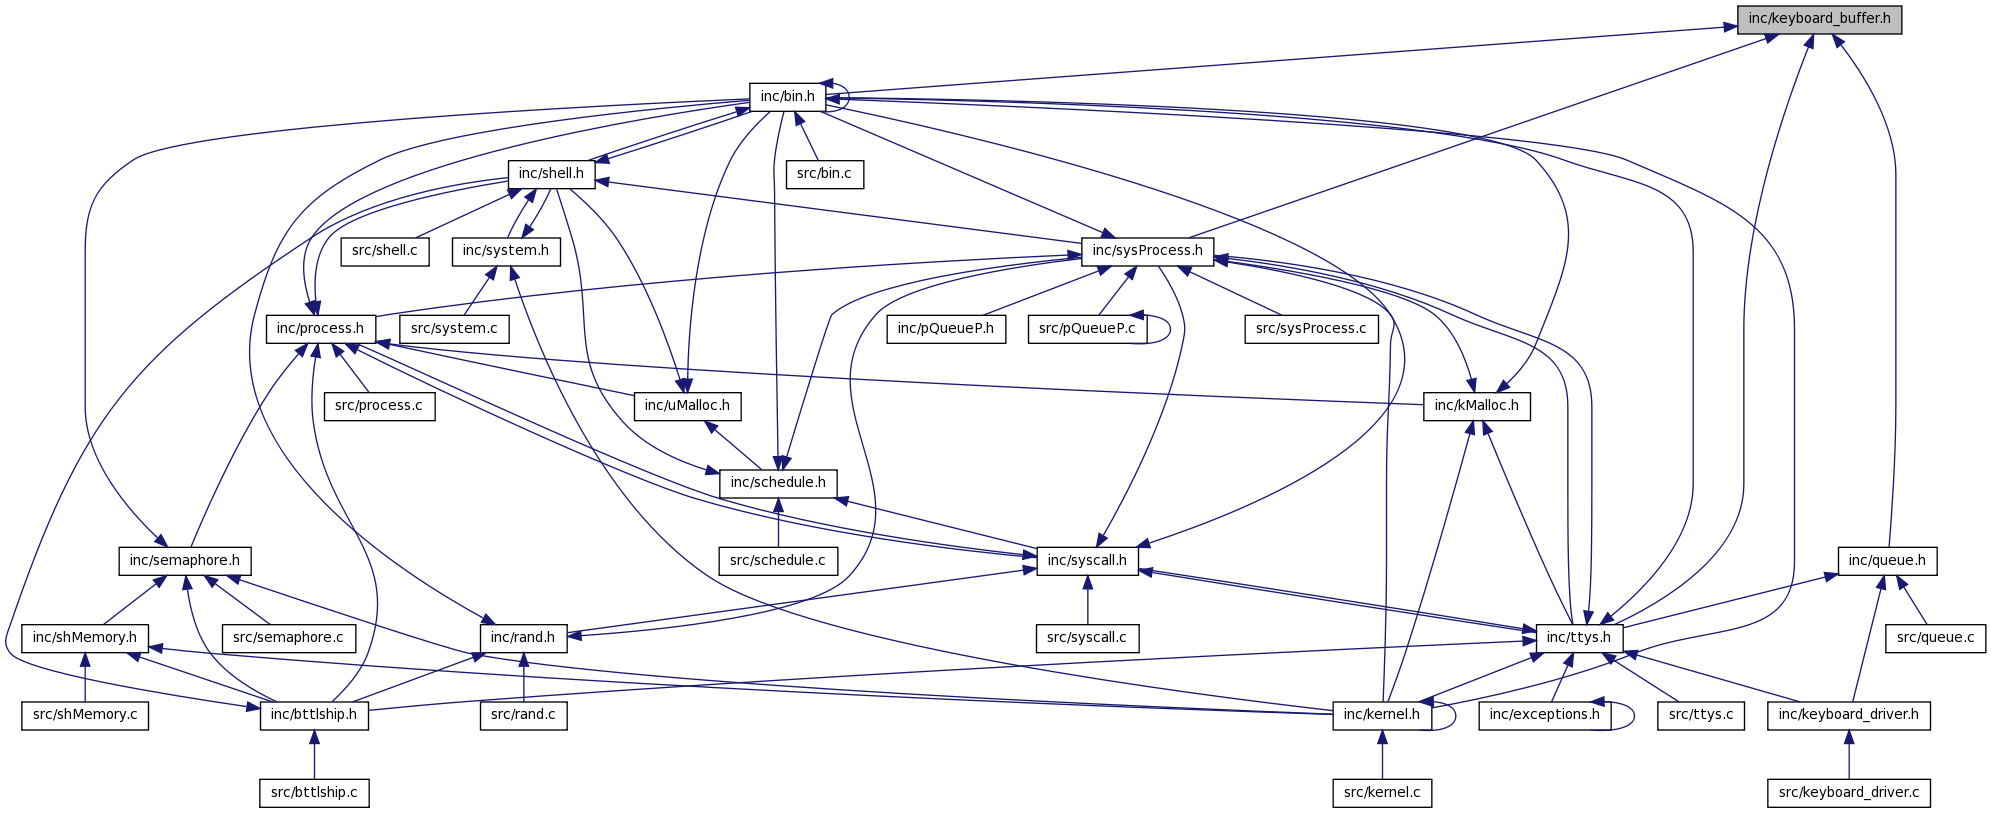 inc/keyboard_buffer.h
inc/bin.h
inc/shell.h
src/bin.c
src/shell.c
inc/system.h
inc/sysProcess.h
inc/process.h
src/system.c
inc/pQueueP.h
src/pQueueP.c
src/sysProcess.c
src/process.c
inc/uMalloc.h
inc/kMalloc.h
inc/schedule.h
inc/semaphore.h
src/schedule.c
inc/syscall.h
inc/queue.h
inc/shMemory.h
src/semaphore.c
inc/rand.h
src/syscall.c
inc/ttys.h
src/queue.c
src/shMemory.c
inc/bttlship.h
src/rand.c
inc/kernel.h
inc/exceptions.h
src/ttys.c
inc/keyboard_driver.h
src/bttlship.c
src/kernel.c
src/keyboard_driver.c